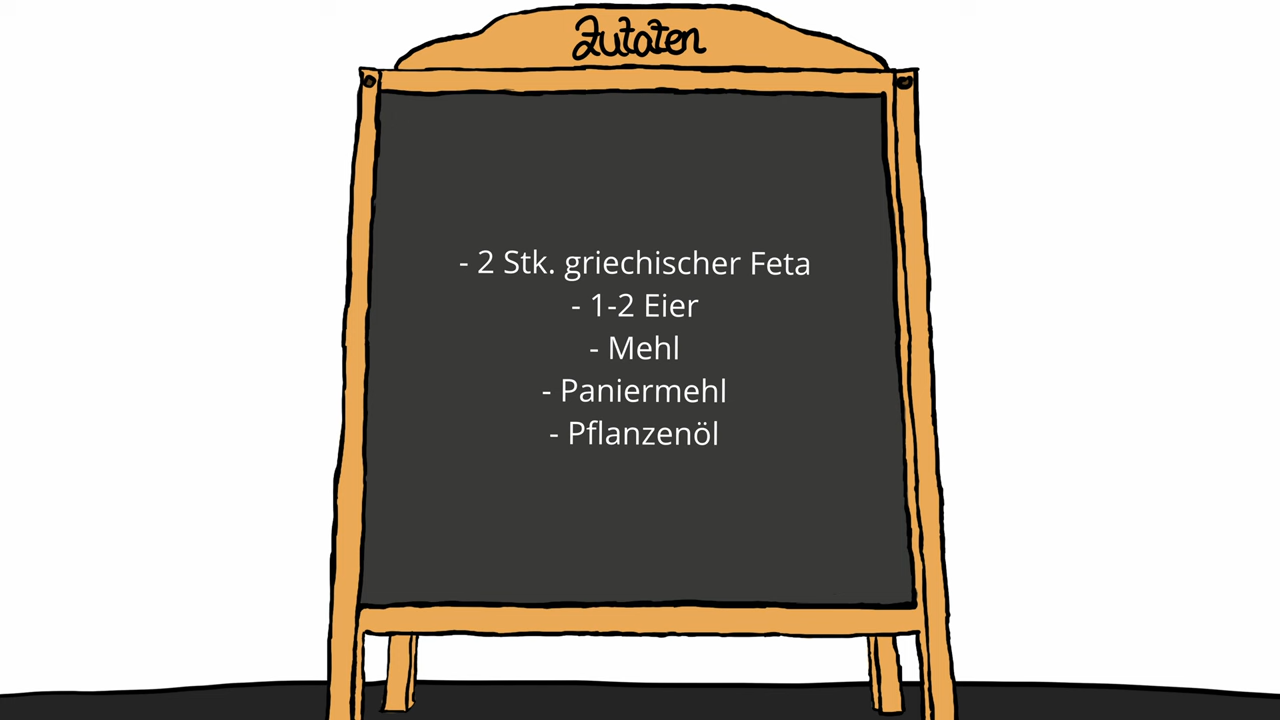 Zutaten
- 2 Stk. griechischer Feta
- 1-2 Eier
- Mehl
- Paniermehl
- Pflanzenöl